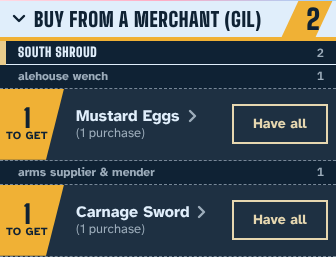 BUY FROM A MERCHANT (GIL) 2
SOUTH SHROUD 2
alehouse wench 1
1
TO GET
Mustard Eggs
(1 purchase)
Have all
arms supplier & mender 1
1
TO GET
Carnage Sword
(1 purchase)
Have all